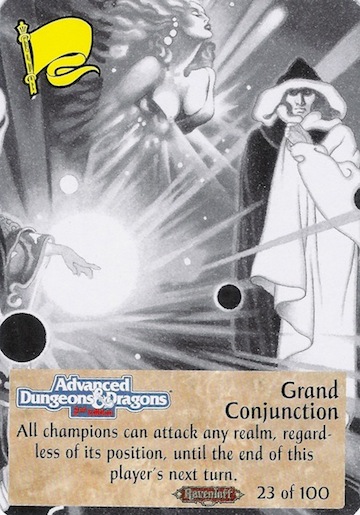 Advanced
Dungeons & Dragons
2nd edition
Grand
Conjunction
All champions can attack any realm, regard-
less of its position, until the end of this
player's next turn.
Ravenloft
23 of 100